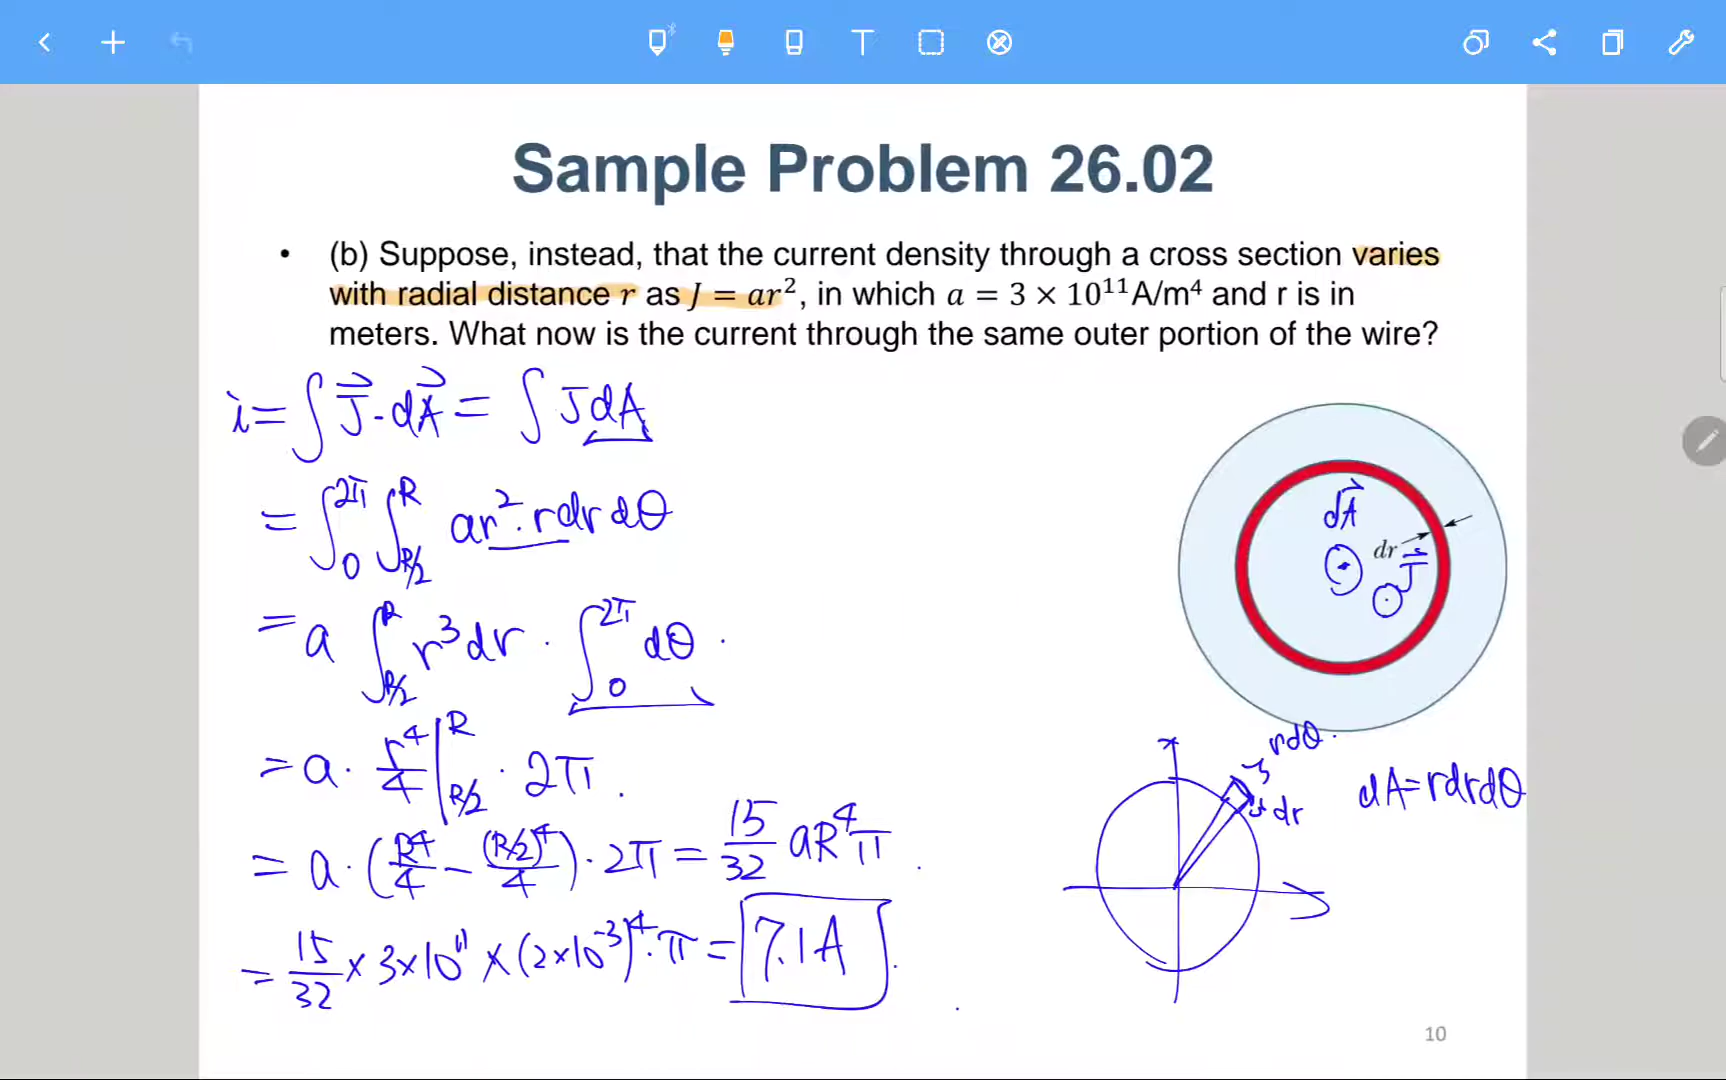 Sample Problem 26.02
• (b) Suppose, instead, that the current density through a cross section varies
with radial distance r as J = ar², in which a = 3 × 10¹¹A/m⁴ and r is in
meters. What now is the current through the same outer portion of the wire?
i = ∫ J⃗ · dA⃗ = ∫ J dA
= ∫₀^2π ∫_R/2^R ar² · r dr dθ
= a ∫_R/2^R r³ dr · ∫₀^2π dθ .
= a · r⁴/4 |_R/2^R · 2π .
= a · (R⁴/4 − (R/2)⁴/4) · 2π = 15/32 aR⁴π .
= 15/32 × 3×10¹¹ × (2×10⁻³)⁴ · π = 7.1A .
dA⃗
dr
J⃗
rdθ .
dr
dA = rdrdθ
10
T